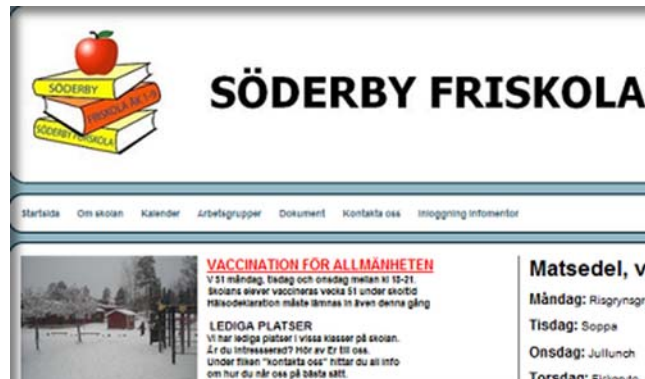 SÖDERBY
FRISKOLA ÅK 1-9
SÖDERBY FÖRSKOLA
SÖDERBY FRISKOLA
Startsida Om skolan Kalender Arbetsgrupper Dokument Kontakta oss Inloggning Infomentor
VACCINATION FÖR ALLMÄNHETEN
V 51 måndag, tisdag och onsdag mellan kl 18-21.
Skolans elever vaccineras vecka 51 under skoltid
Hälsodeklaration måste lämnas in även denna gång
LEDIGA PLATSER
Vi har lediga platser i vissa klasser på skolan.
Är du intresserad? Hör av Er till oss.
Under fliken "kontakta oss" hittar du all info
om hur du når oss på bästa sätt.
Matsedel, v
Måndag: Risgrynsgr
Tisdag: Soppa
Onsdag: Jullunch
Torsdag: